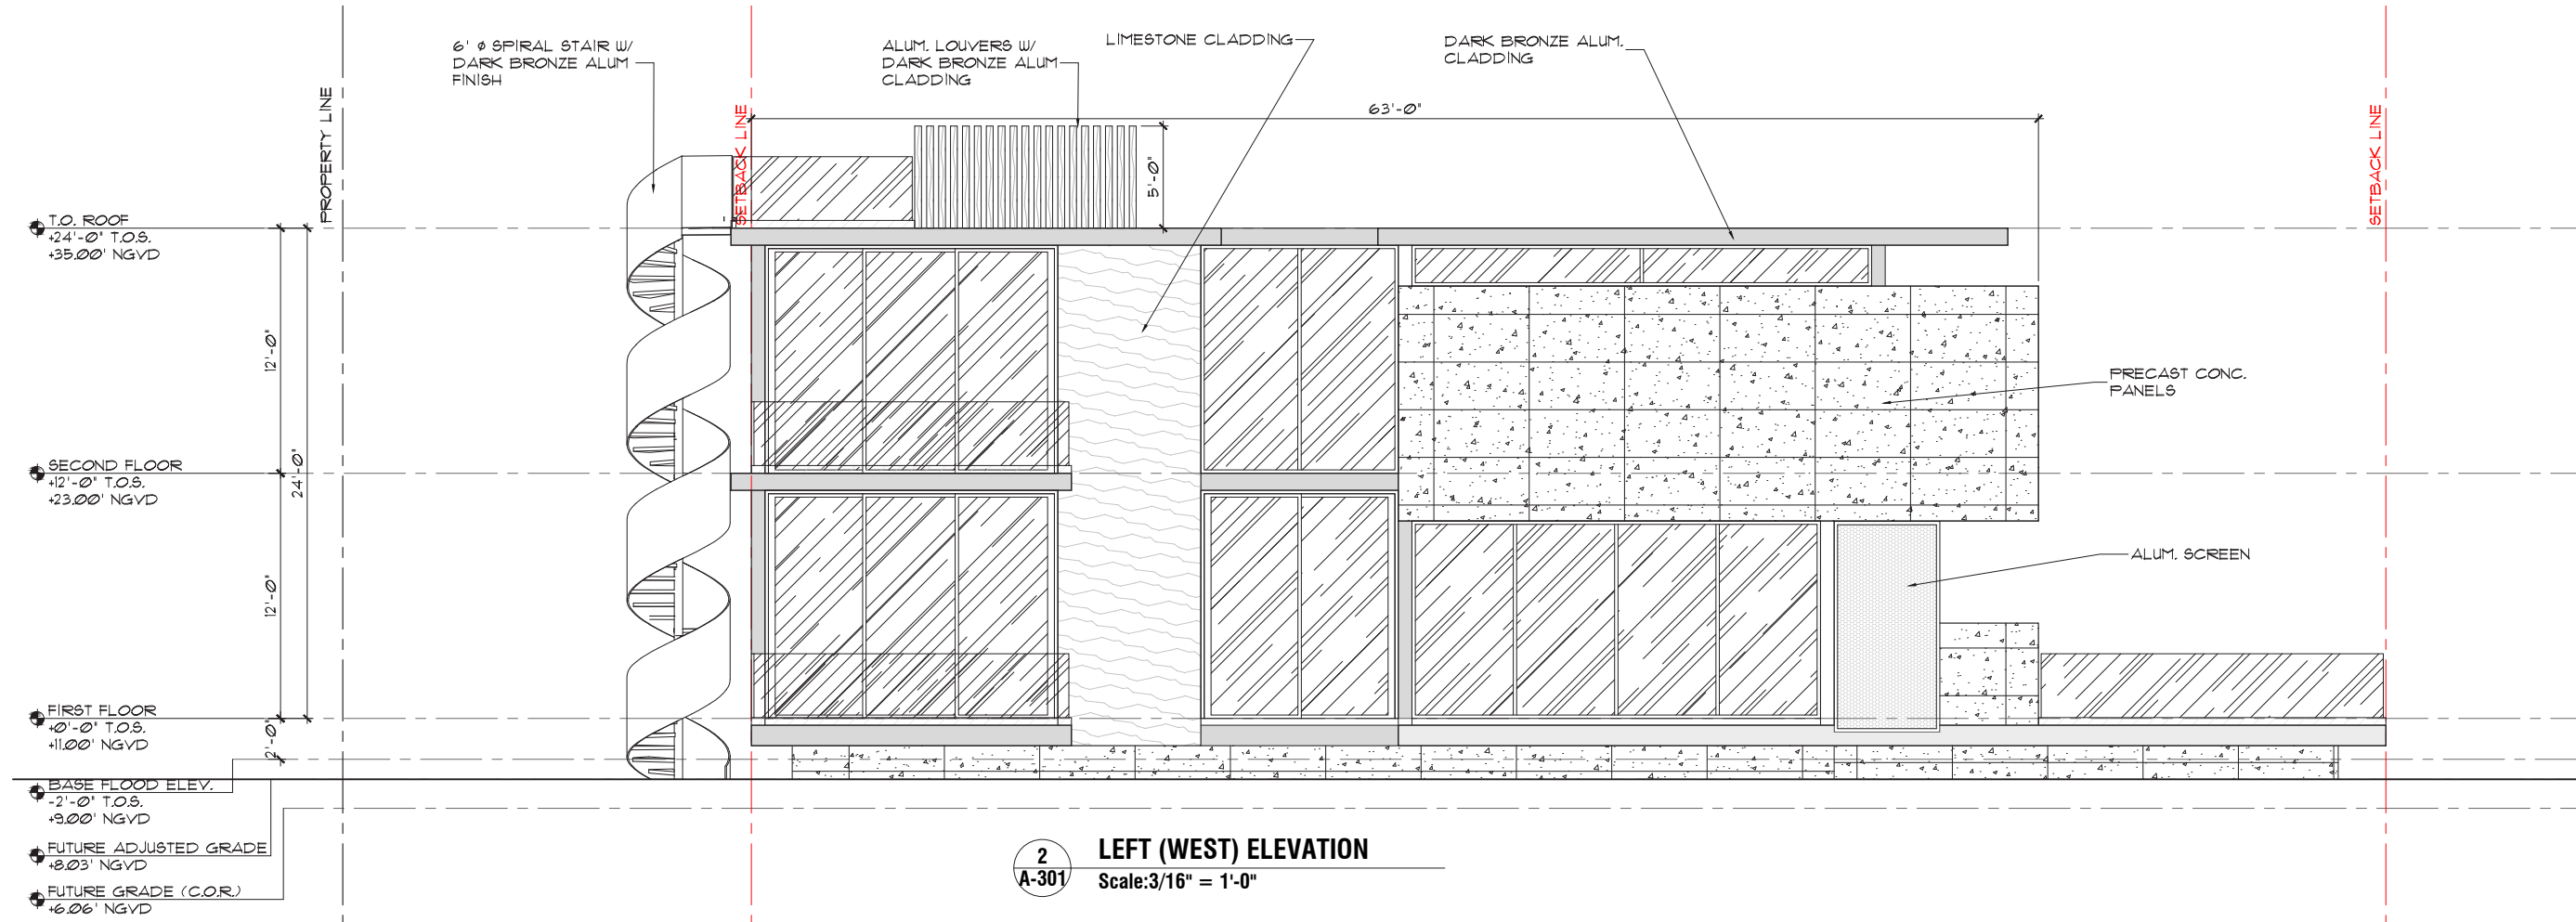 6' ø SPIRAL STAIR W/
DARK BRONZE ALUM
FINISH
ALUM. LOUVERS W/
DARK BRONZE ALUM
CLADDING
LIMESTONE CLADDING
DARK BRONZE ALUM.
CLADDING
63'-0"
5'-0"
PROPERTY LINE
SETBACK LINE
SETBACK LINE
T.O. ROOF
+24'-0" T.O.S.
+35.00' NGVD
12'-0"
24'-0"
SECOND FLOOR
+12'-0" T.O.S.
+23.00' NGVD
12'-0"
PRECAST CONC.
PANELS
ALUM. SCREEN
FIRST FLOOR
+0'-0" T.O.S.
+11.00' NGVD
2'-0"
BASE FLOOD ELEV.
-2'-0" T.O.S.
+9.00' NGVD
FUTURE ADJUSTED GRADE
+8.03' NGVD
FUTURE GRADE (C.O.R.)
+6.06' NGVD
2
A-301
LEFT (WEST) ELEVATION
Scale:3/16" = 1'-0"